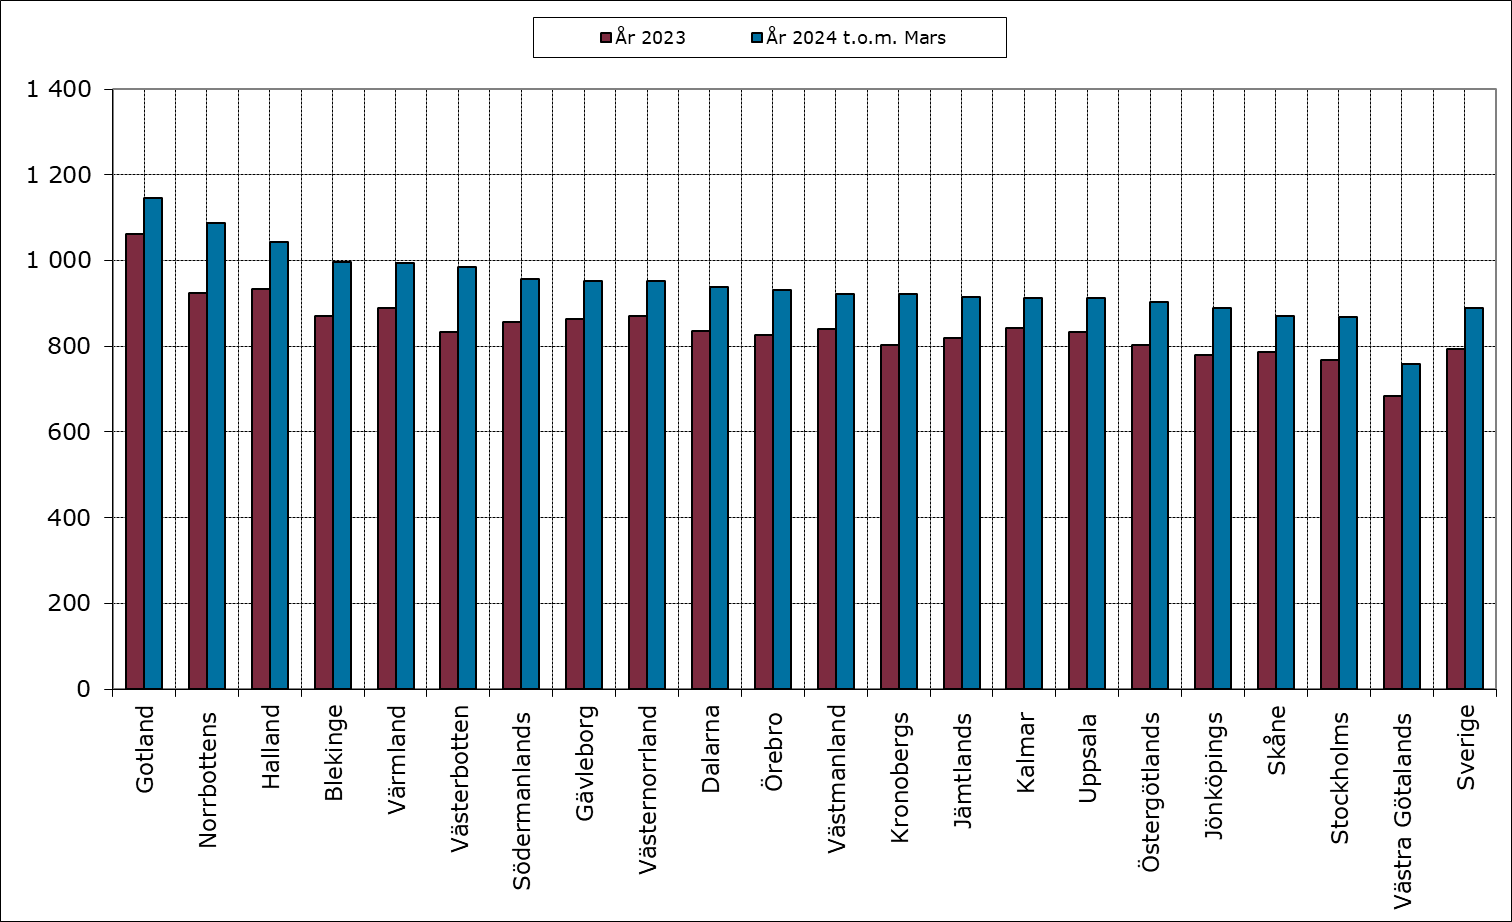 År 2023
År 2024 t.o.m. Mars
1 400
1 200
1 000
800
600
400
200
0
Gotland
Norrbottens
Halland
Blekinge
Värmland
Västerbotten
Södermanlands
Gävleborg
Västernorrland
Dalarna
Örebro
Västmanland
Kronobergs
Jämtlands
Kalmar
Uppsala
Östergötlands
Jönköpings
Skåne
Stockholms
Västra Götalands
Sverige